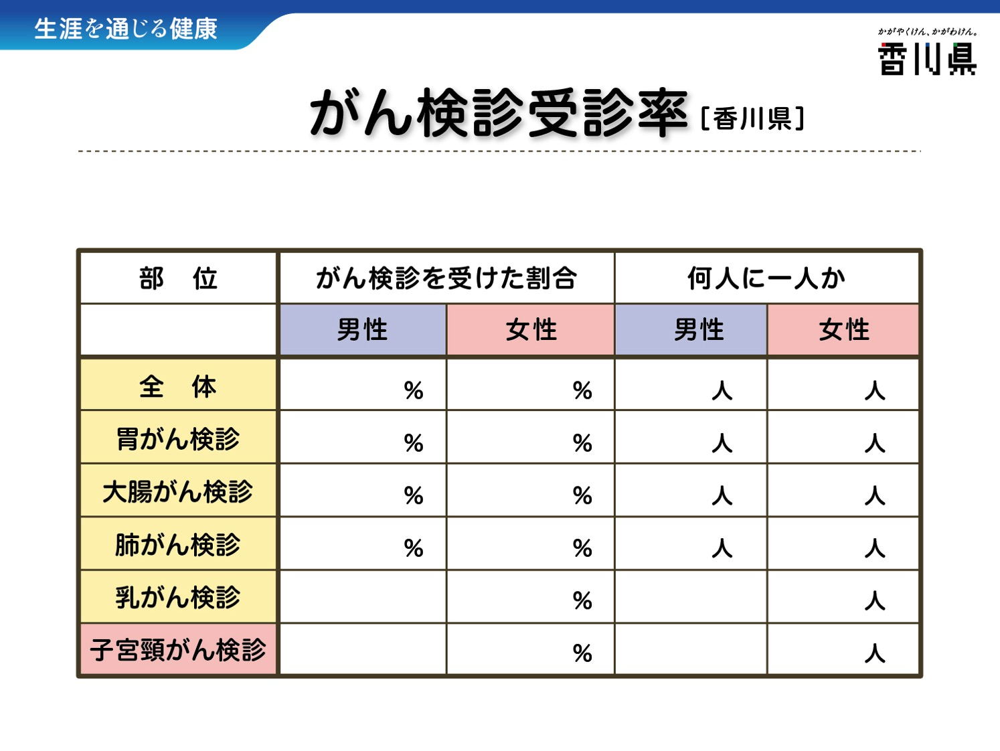 生涯を通じる健康
かがやくけん、かがわけん。
香川県
がん検診受診率［香川県］
部　位 がん検診を受けた割合 何人に一人か
男性 女性 男性 女性
全　体 % % 人 人
胃がん検診 % % 人 人
大腸がん検診 % % 人 人
肺がん検診 % % 人 人
乳がん検診 % 人
子宮頸がん検診 % 人